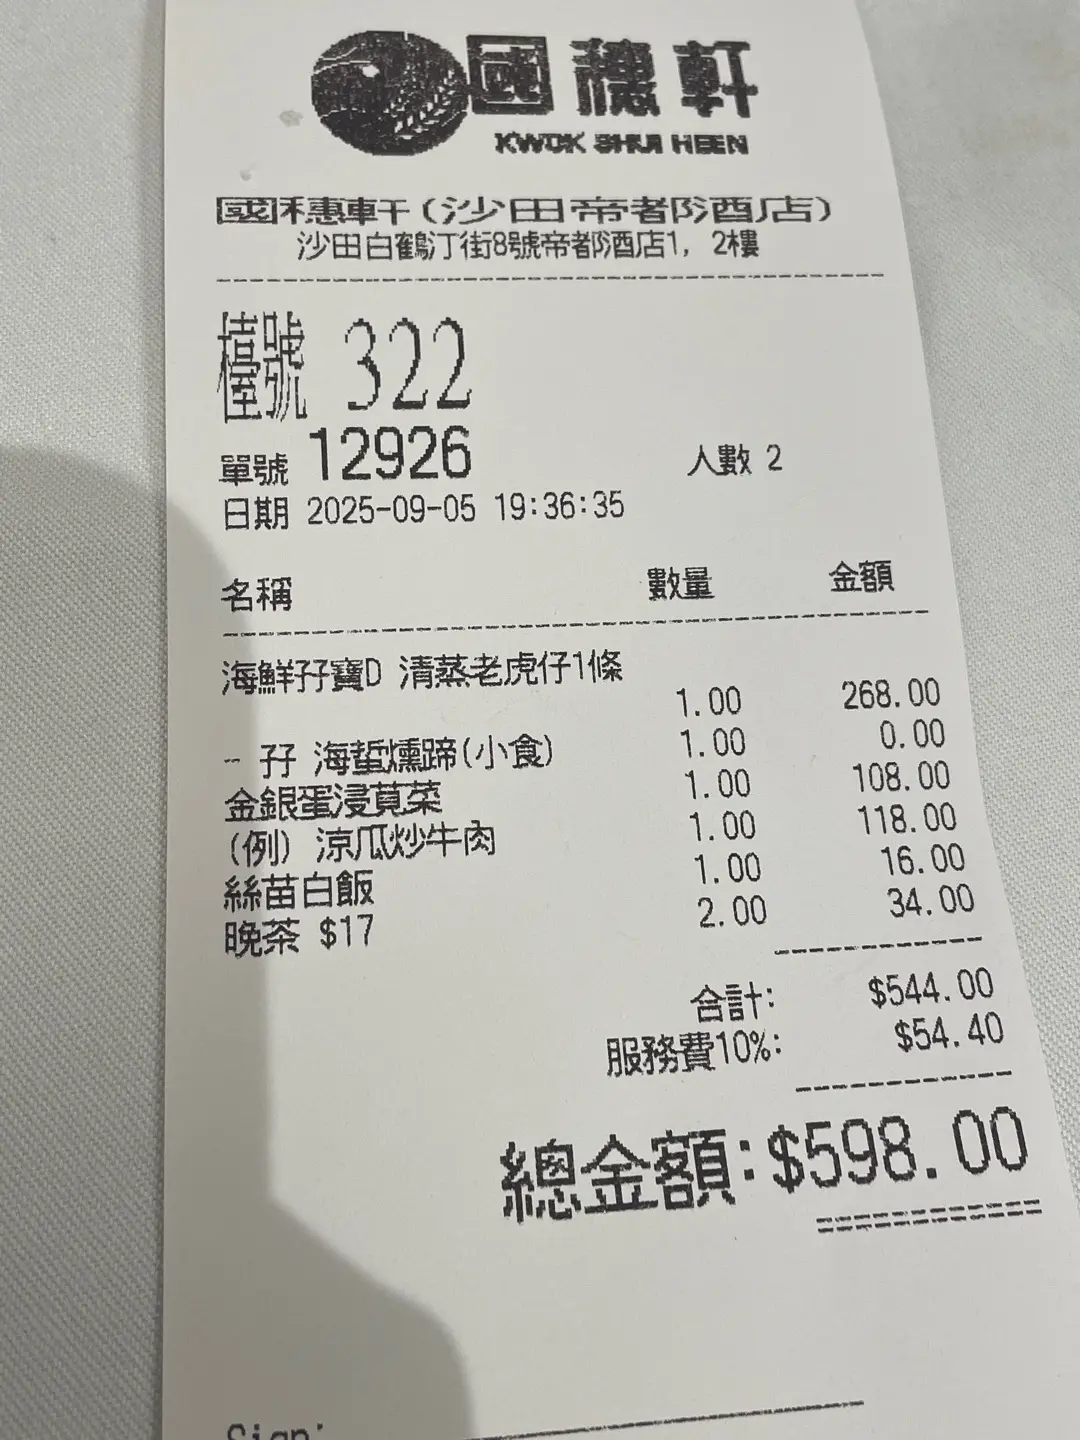 國穗軒
KWOK SHUI HEEN
國穗軒(沙田帝都酒店)
沙田白鶴汀街8號帝都酒店1, 2樓
檯號 322
單號 12926 人數 2
日期 2025-09-05 19:36:35
名稱 數量 金額
海鮮孖寶D 清蒸老虎仔1條
1.00 268.00
-- 孖 海蜇燻蹄(小食) 1.00 0.00
金銀蛋浸莧菜 1.00 108.00
(例) 涼瓜炒牛肉 1.00 118.00
絲苗白飯 1.00 16.00
晚茶 $17 2.00 34.00
合計: $544.00
服務費10%: $54.40
總金額:$598.00
Sign: